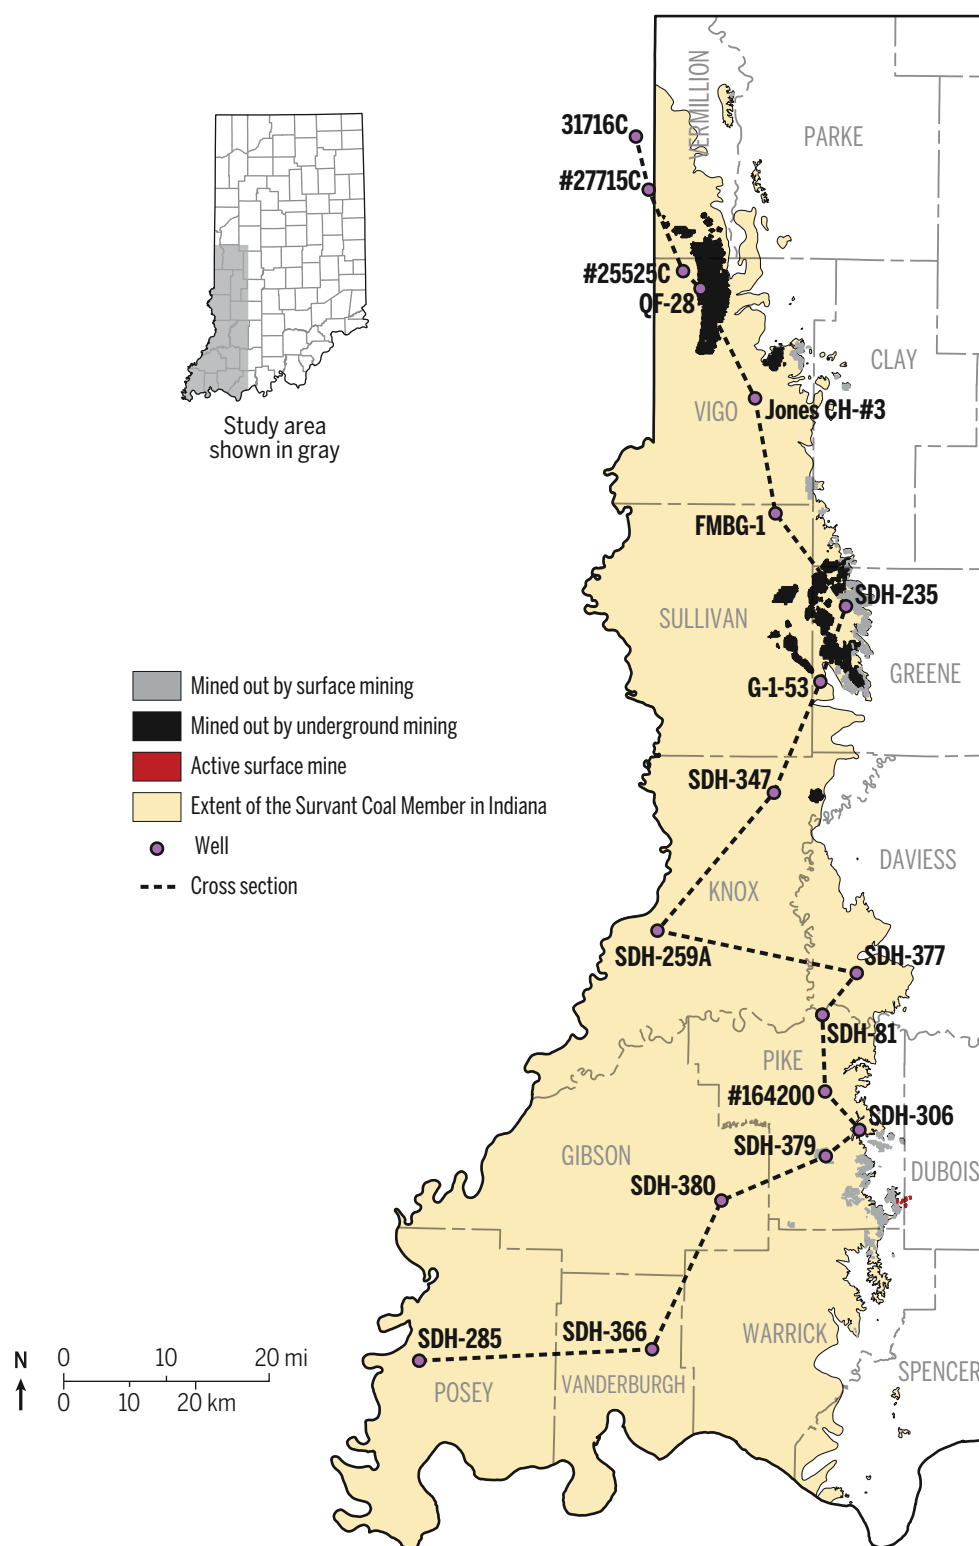 VERMILLION
PARKE
31716C
#27715C
#25525C
QF-28
CLAY
VIGO
Jones CH-#3
Study area
shown in gray
FMBG-1
SDH-235
SULLIVAN
GREENE
G-1-53
Mined out by surface mining
Mined out by underground mining
Active surface mine
Extent of the Survant Coal Member in Indiana
Well
Cross section
SDH-347
DAVIESS
KNOX
SDH-259A
SDH-377
SDH-81
PIKE
#164200
SDH-306
SDH-379
GIBSON
DUBOIS
SDH-380
SDH-285
SDH-366
WARRICK
POSEY
VANDERBURGH
SPENCER
N
0 10 20 mi
0 10 20 km